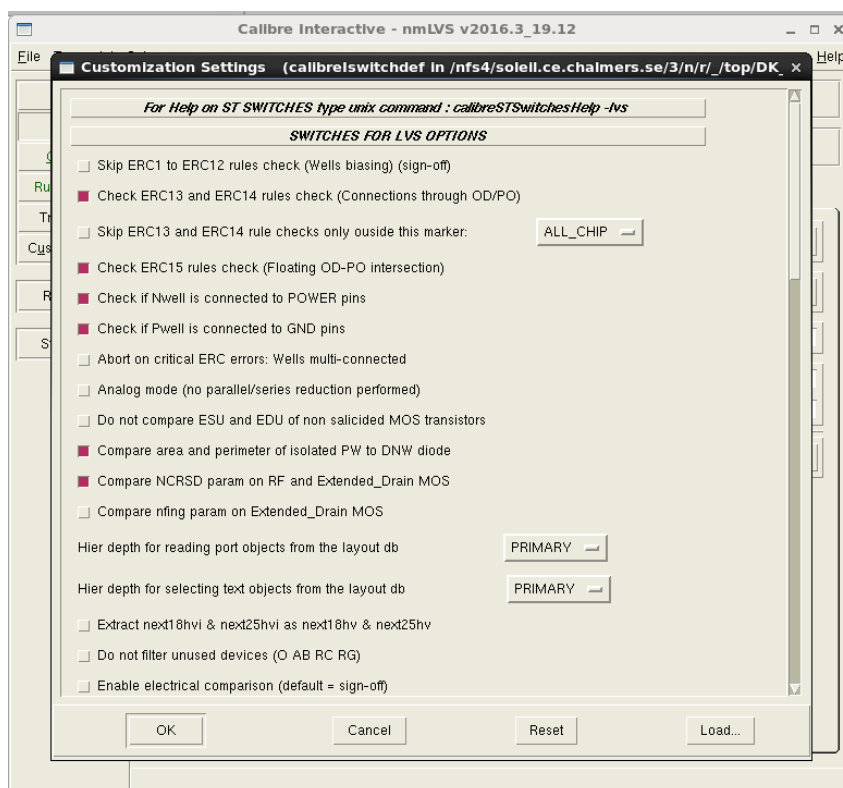 Calibre Interactive - nmLVS v2016.3_19.12
File
Help
Customization Settings (calibreIswitchdef in /nfs4/soleil.ce.chalmers.se/3/n/r/_/top/DK_
For Help on ST SWITCHES type unix command : calibreSTSwitchesHelp -lvs
SWITCHES FOR LVS OPTIONS
Skip ERC1 to ERC12 rules check (Wells biasing) (sign-off)
Check ERC13 and ERC14 rules check (Connections through OD/PO)
Skip ERC13 and ERC14 rule checks only ouside this marker: ALL_CHIP
Check ERC15 rules check (Floating OD-PO intersection)
Check if Nwell is connected to POWER pins
Check if Pwell is connected to GND pins
Abort on critical ERC errors: Wells multi-connected
Analog mode (no parallel/series reduction performed)
Do not compare ESU and EDU of non salicided MOS transistors
Compare area and perimeter of isolated PW to DNW diode
Compare NCRSD param on RF and Extended_Drain MOS
Compare nfing param on Extended_Drain MOS
Hier depth for reading port objects from the layout db PRIMARY
Hier depth for selecting text objects from the layout db PRIMARY
Extract next18hvi & next25hvi as next18hv & next25hv
Do not filter unused devices (O AB RC RG)
Enable electrical comparison (default = sign-off)
OK Cancel Reset Load...